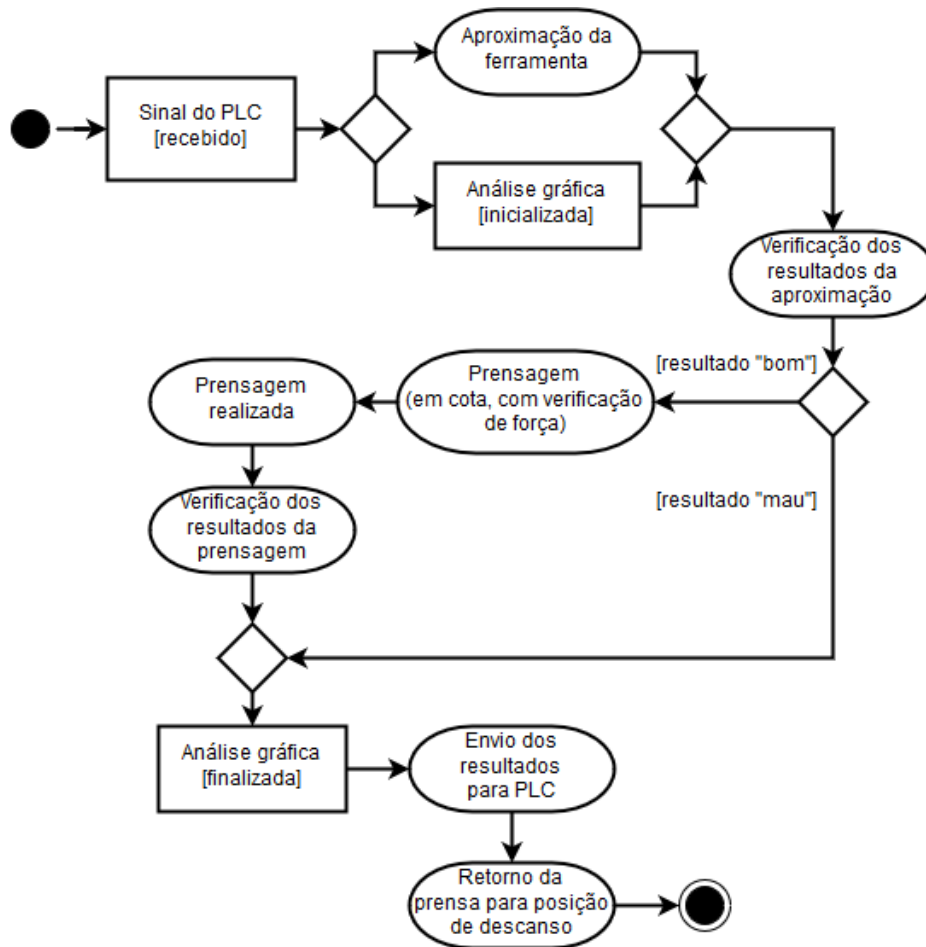 Aproximação da
ferramenta
Sinal do PLC
[recebido]
Análise gráfica
[inicializada]
Verificação dos
resultados da
aproximação
[resultado "bom"]
Prensagem
(em cota, com verificação
de força)
Prensagem
realizada
[resultado "mau"]
Verificação dos
resultados da
prensagem
Análise gráfica
[finalizada]
Envio dos
resultados
para PLC
Retorno da
prensa para posição
de descanso